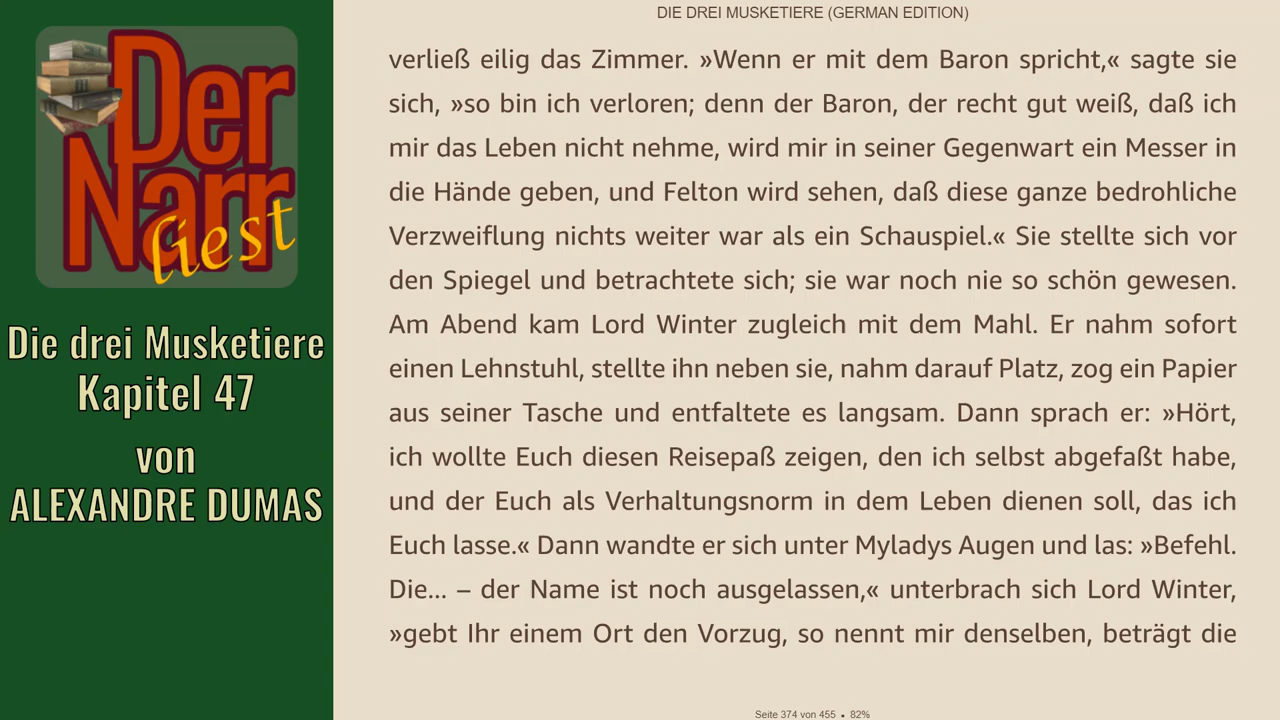 Der
Narr
liest
Die drei Musketiere
Kapitel 47
von
ALEXANDRE DUMAS
DIE DREI MUSKETIERE (GERMAN EDITION)
verließ eilig das Zimmer. »Wenn er mit dem Baron spricht,« sagte sie
sich, »so bin ich verloren; denn der Baron, der recht gut weiß, daß ich
mir das Leben nicht nehme, wird mir in seiner Gegenwart ein Messer in
die Hände geben, und Felton wird sehen, daß diese ganze bedrohliche
Verzweiflung nichts weiter war als ein Schauspiel.« Sie stellte sich vor
den Spiegel und betrachtete sich; sie war noch nie so schön gewesen.
Am Abend kam Lord Winter zugleich mit dem Mahl. Er nahm sofort
einen Lehnstuhl, stellte ihn neben sie, nahm darauf Platz, zog ein Papier
aus seiner Tasche und entfaltete es langsam. Dann sprach er: »Hört,
ich wollte Euch diesen Reisepaß zeigen, den ich selbst abgefaßt habe,
und der Euch als Verhaltungsnorm in dem Leben dienen soll, das ich
Euch lasse.« Dann wandte er sich unter Myladys Augen und las: »Befehl.
Die... – der Name ist noch ausgelassen,« unterbrach sich Lord Winter,
»gebt Ihr einem Ort den Vorzug, so nennt mir denselben, beträgt die
Seite 374 von 455 • 82%